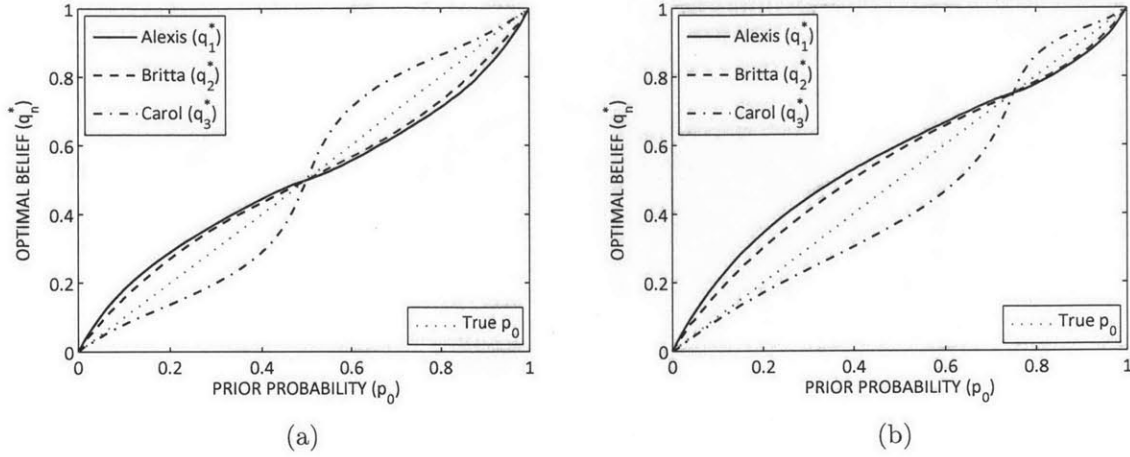 1
Alexis (q₁*)
Britta (q₂*)
Carol (q₃*)
0.8
0.6
0.4
0.2
0
OPTIMAL BELIEF (qₙ*)
True p₀
0 0.2 0.4 0.6 0.8 1
PRIOR PROBABILITY (p₀)
(a)
1
Alexis (q₁*)
Britta (q₂*)
Carol (q₃*)
0.8
0.6
0.4
0.2
0
OPTIMAL BELIEF (qₙ*)
True p₀
0 0.2 0.4 0.6 0.8 1
PRIOR PROBABILITY (p₀)
(b)